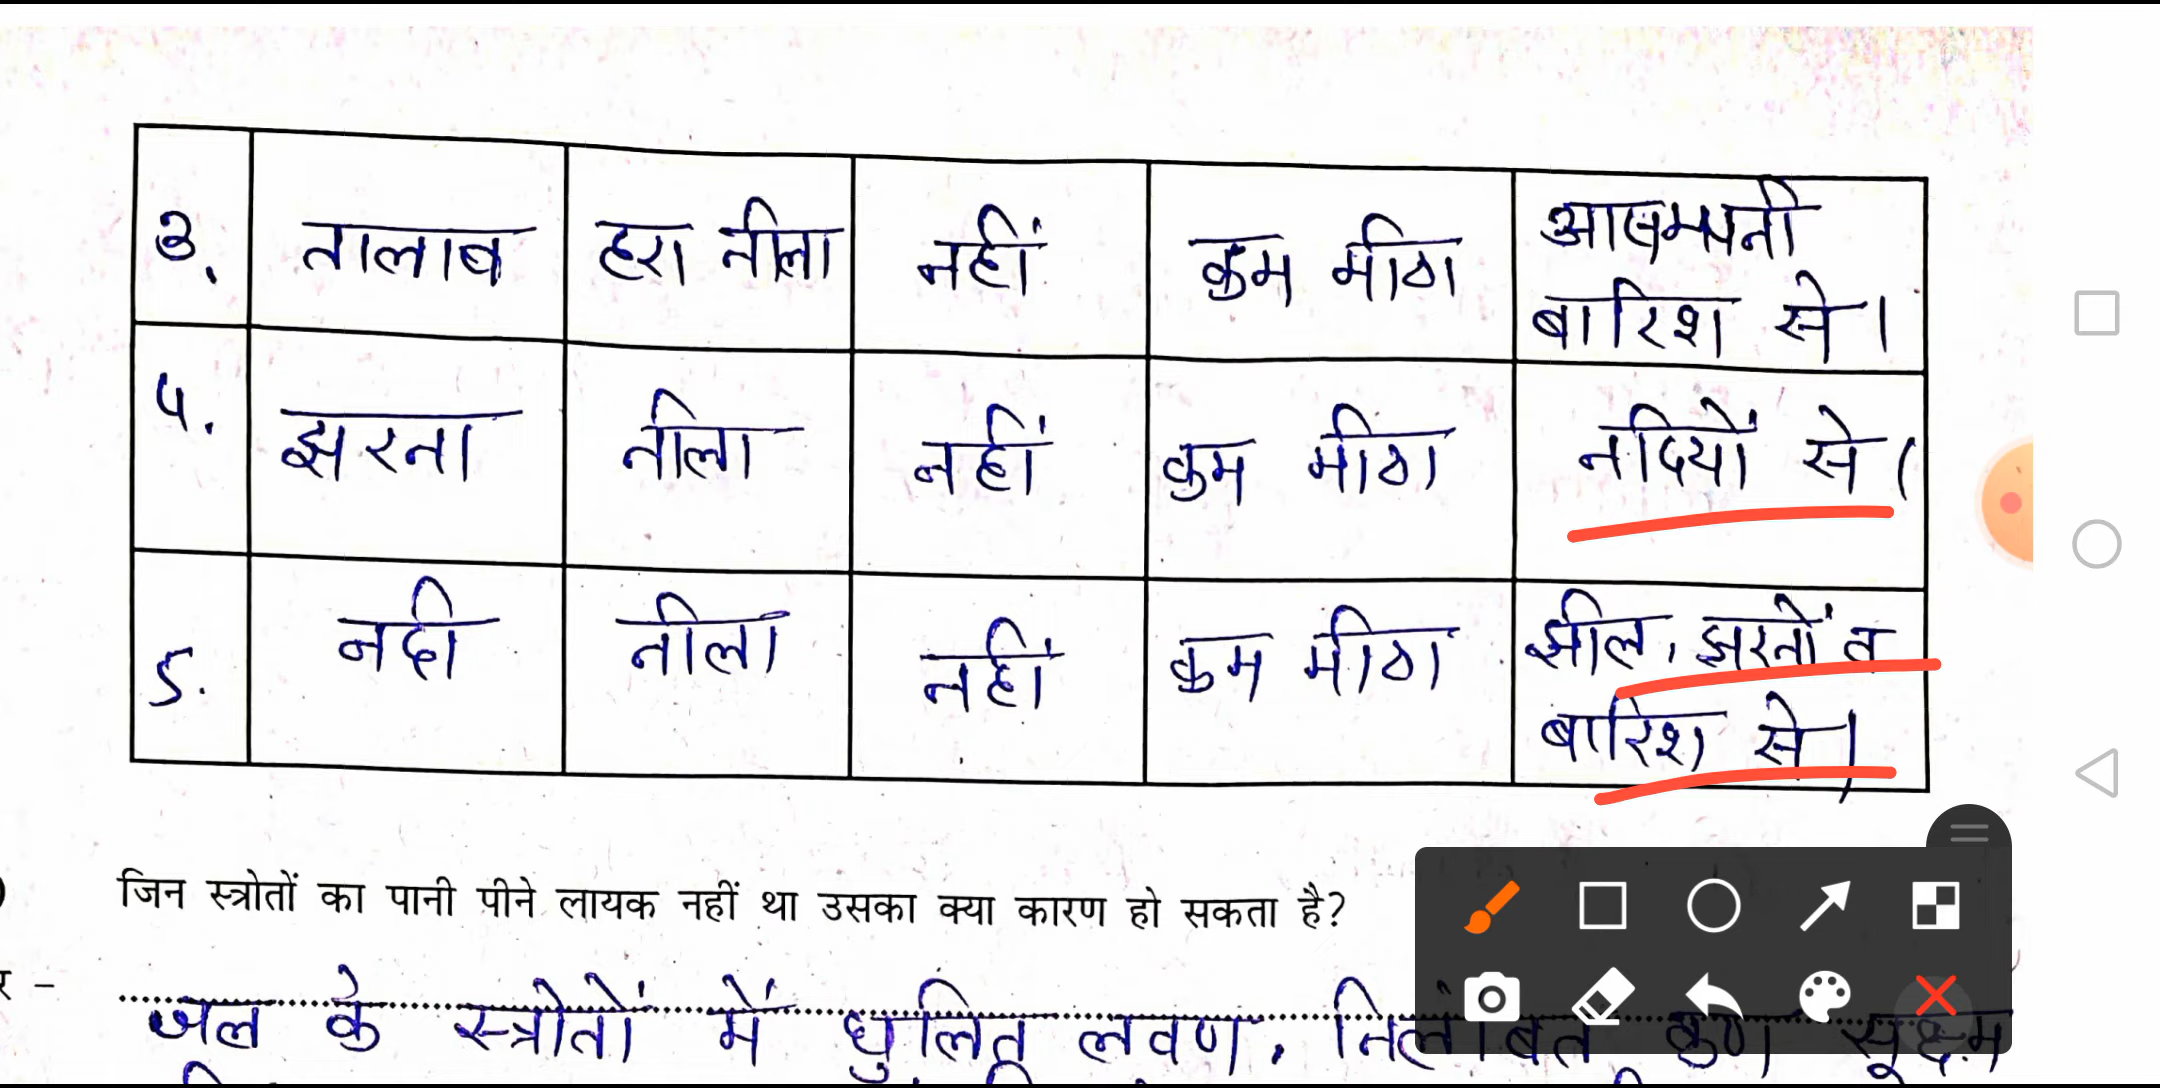 3. तालाब हरा नीला नहीं कम मीठा
बारिश से।
4. झरना नीला नहीं कम मीठा नदियों से।
5. नदी नीला नहीं कम मीठा झील, झरनों व
बारिश से।
जिन स्त्रोतों का पानी पीने लायक नहीं था उसका क्या कारण हो सकता है?
र –
जल के स्त्रोतों में घुलित लवण, निलंबित कण सूक्ष्म